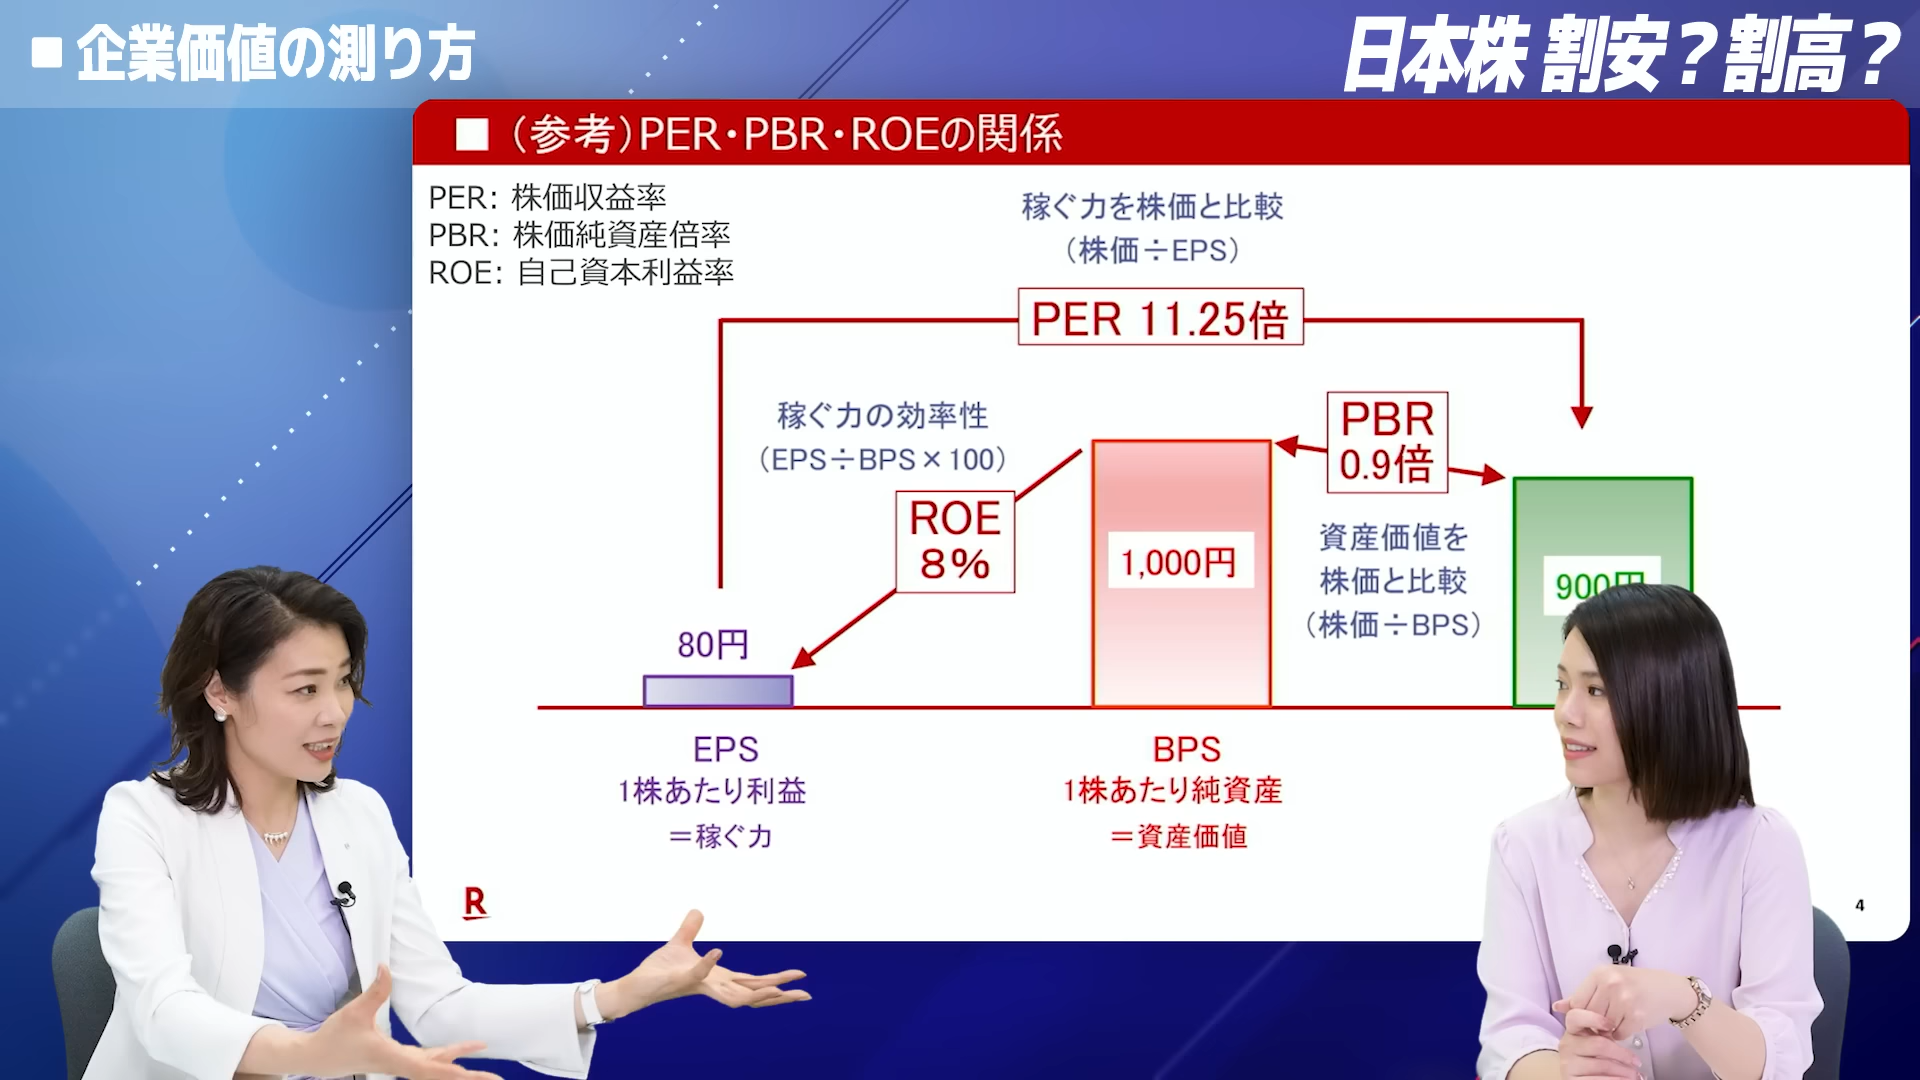 ■ 企業価値の測り方
日本株 割安？割高？
■（参考）PER・PBR・ROEの関係
PER: 株価収益率
PBR: 株価純資産倍率
ROE: 自己資本利益率
稼ぐ力を株価と比較
（株価÷EPS）
PER 11.25倍
稼ぐ力の効率性
（EPS÷BPS×100）
ROE
8%
PBR
0.9倍
資産価値を
株価と比較
（株価÷BPS）
80円
1,000円
900円
EPS
1株あたり利益
＝稼ぐ力
BPS
1株あたり純資産
＝資産価値
R
4